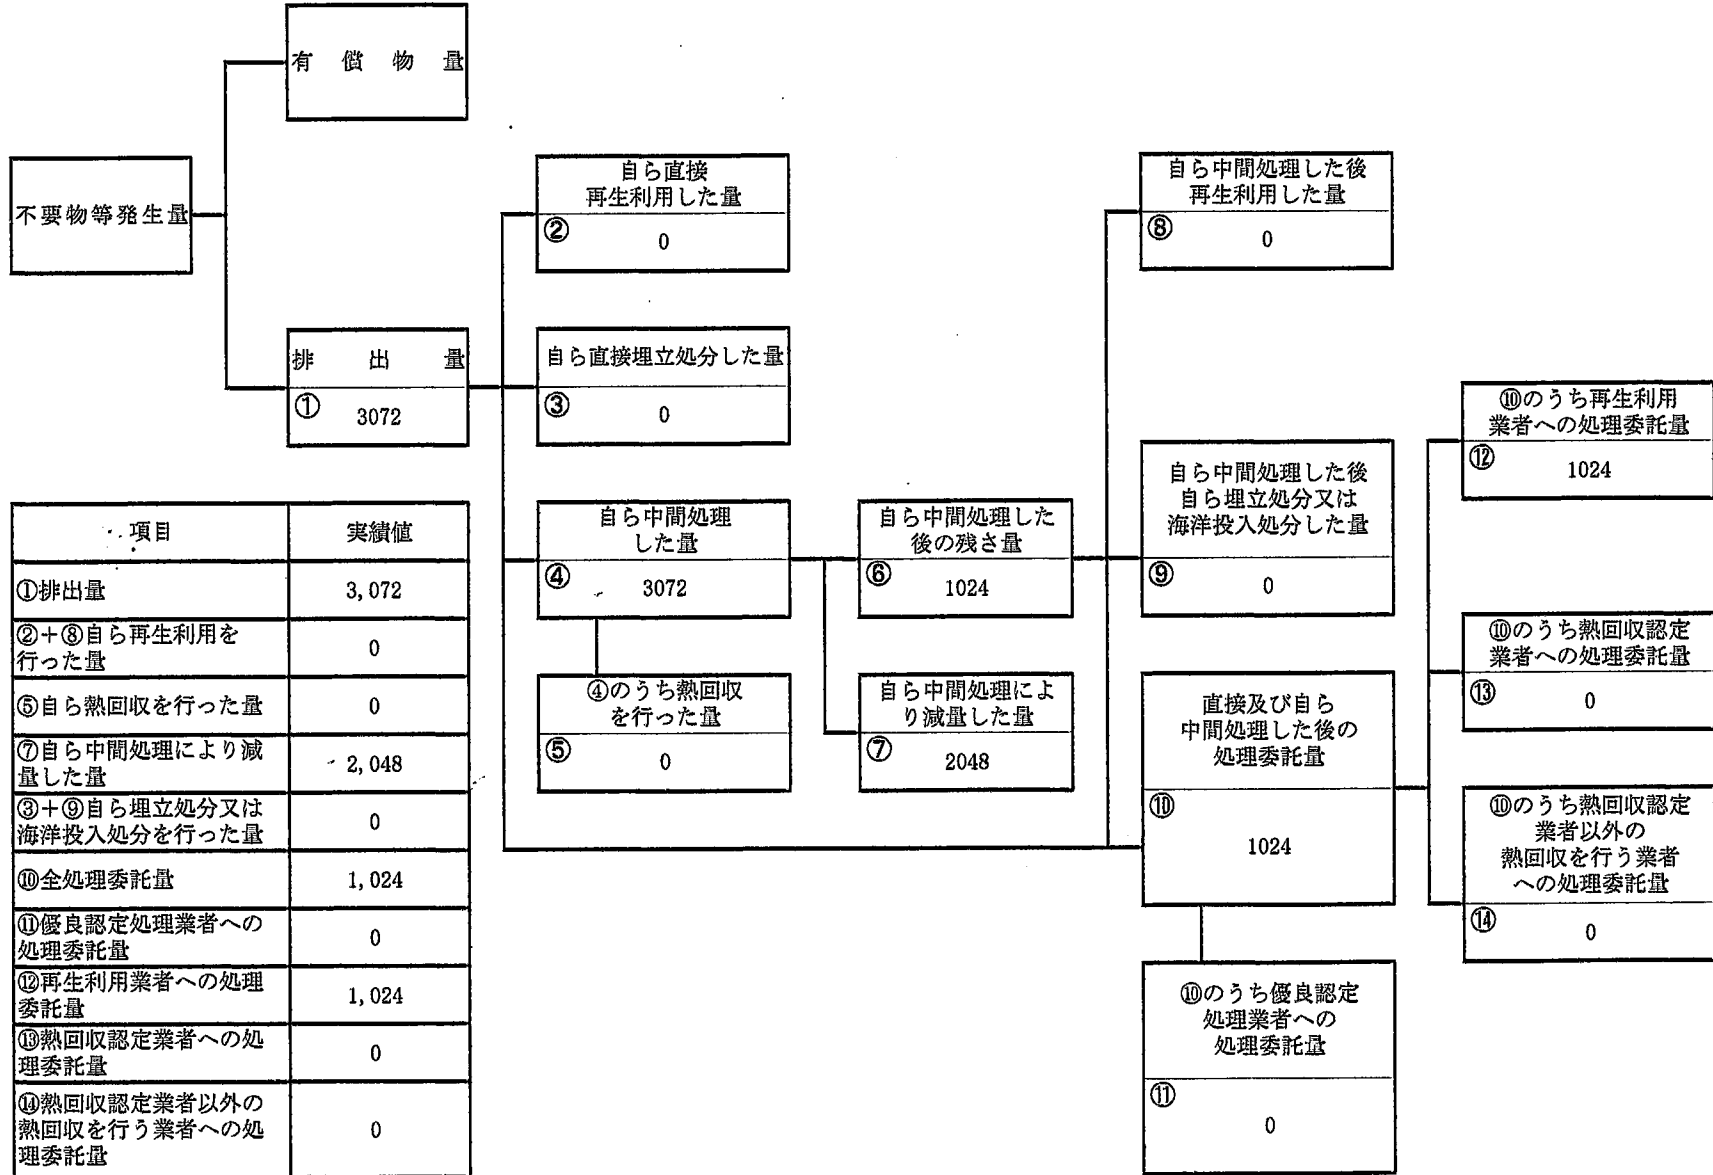 有償物量
不要物等発生量
排出量
① 3072
自ら直接
再生利用した量
② 0
自ら直接埋立処分した量
③ 0
自ら中間処理
した量
④ 3072
④のうち熱回収
を行った量
⑤ 0
自ら中間処理した
後の残さ量
⑥ 1024
自ら中間処理によ
り減量した量
⑦ 2048
自ら中間処理した後
再生利用した量
⑧ 0
自ら中間処理した後
自ら埋立処分又は
海洋投入処分した量
⑨ 0
直接及び自ら
中間処理した後の
処理委託量
⑩ 1024
⑩のうち優良認定
処理業者への
処理委託量
⑪ 0
⑩のうち再生利用
業者への処理委託量
⑫ 1024
⑩のうち熱回収認定
業者への処理委託量
⑬ 0
⑩のうち熱回収認定
業者以外の
熱回収を行う業者
への処理委託量
⑭ 0
項目 実績値
①排出量 3,072
②+⑧自ら再生利用を
行った量 0
⑤自ら熱回収を行った量 0
⑦自ら中間処理により減
量した量 2,048
③+⑨自ら埋立処分又は
海洋投入処分を行った量 0
⑩全処理委託量 1,024
⑪優良認定処理業者への
処理委託量 0
⑫再生利用業者への処理
委託量 1,024
⑬熱回収認定業者への処
理委託量 0
⑭熱回収認定業者以外の
熱回収を行う業者への処
理委託量 0